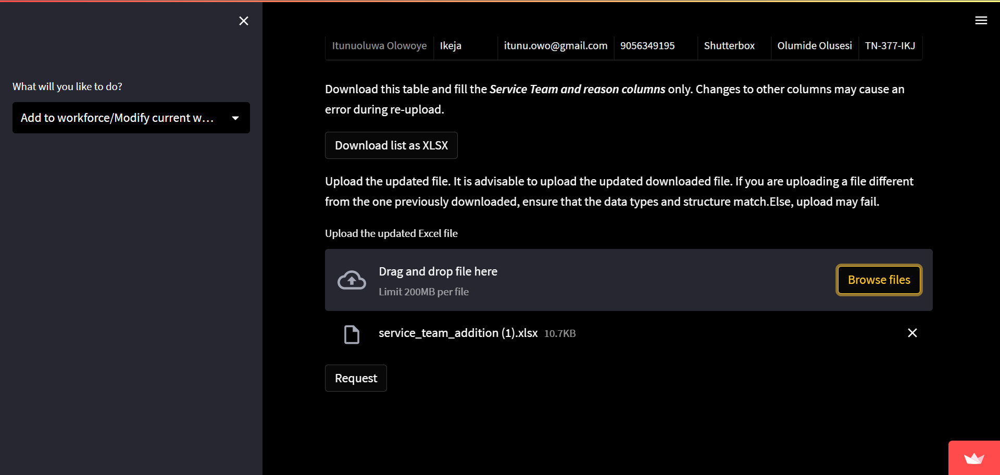 What will you like to do?
Add to workforce/Modify current w...
Itunuoluwa Olowoye Ikeja itunu.owo@gmail.com 9056349195 Shutterbox Olumide Olusesi TN-377-IKJ
Download this table and fill the Service Team and reason columns only. Changes to other columns may cause an
error during re-upload.
Download list as XLSX
Upload the updated file. It is advisable to upload the updated downloaded file. If you are uploading a file different
from the one previously downloaded, ensure that the data types and structure match.Else, upload may fail.
Upload the updated Excel file
Drag and drop file here
Limit 200MB per file
Browse files
service_team_addition (1).xlsx 10.7KB
Request